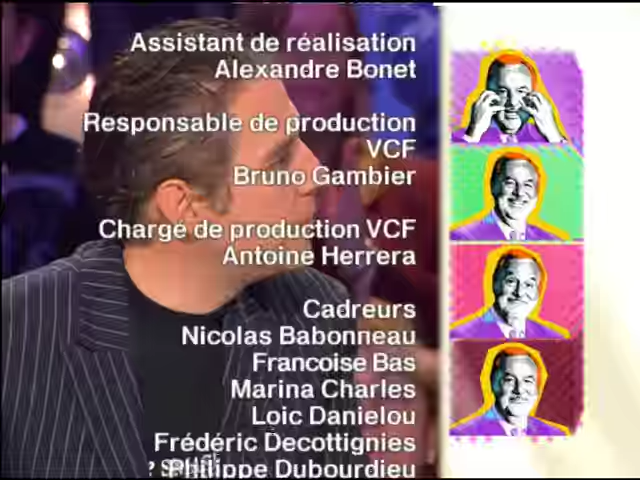 Assistant de réalisation
Alexandre Bonet
Responsable de production
VCF
Bruno Gambier
Chargé de production VCF
Antoine Herrera
Cadreurs
Nicolas Babonneau
Francoise Bas
Marina Charles
Loic Danielou
Frédéric Decottignies
Philippe Dubourdieu